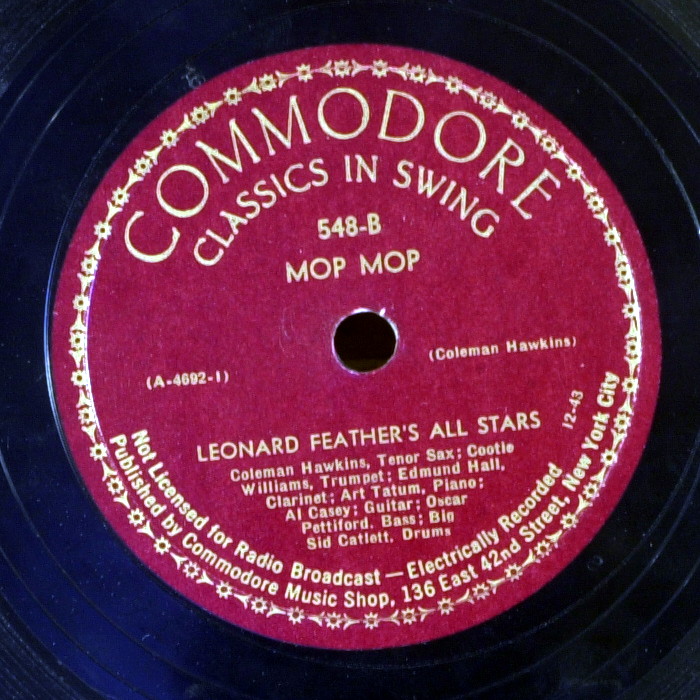 COMMODORE
CLASSICS IN SWING
548-B
MOP MOP
(Coleman Hawkins)
(A-4692-1)
12-43
LEONARD FEATHER'S ALL STARS
Coleman Hawkins, Tenor Sax; Cootie
Williams, Trumpet; Edmund Hall,
Clarinet; Art Tatum, Piano;
Al Casey; Guitar; Oscar
Pettiford, Bass; Big
Sid Catlett, Drums
Not Licensed for Radio Broadcast — Electrically Recorded
Published by Commodore Music Shop, 136 East 42nd Street, New York City